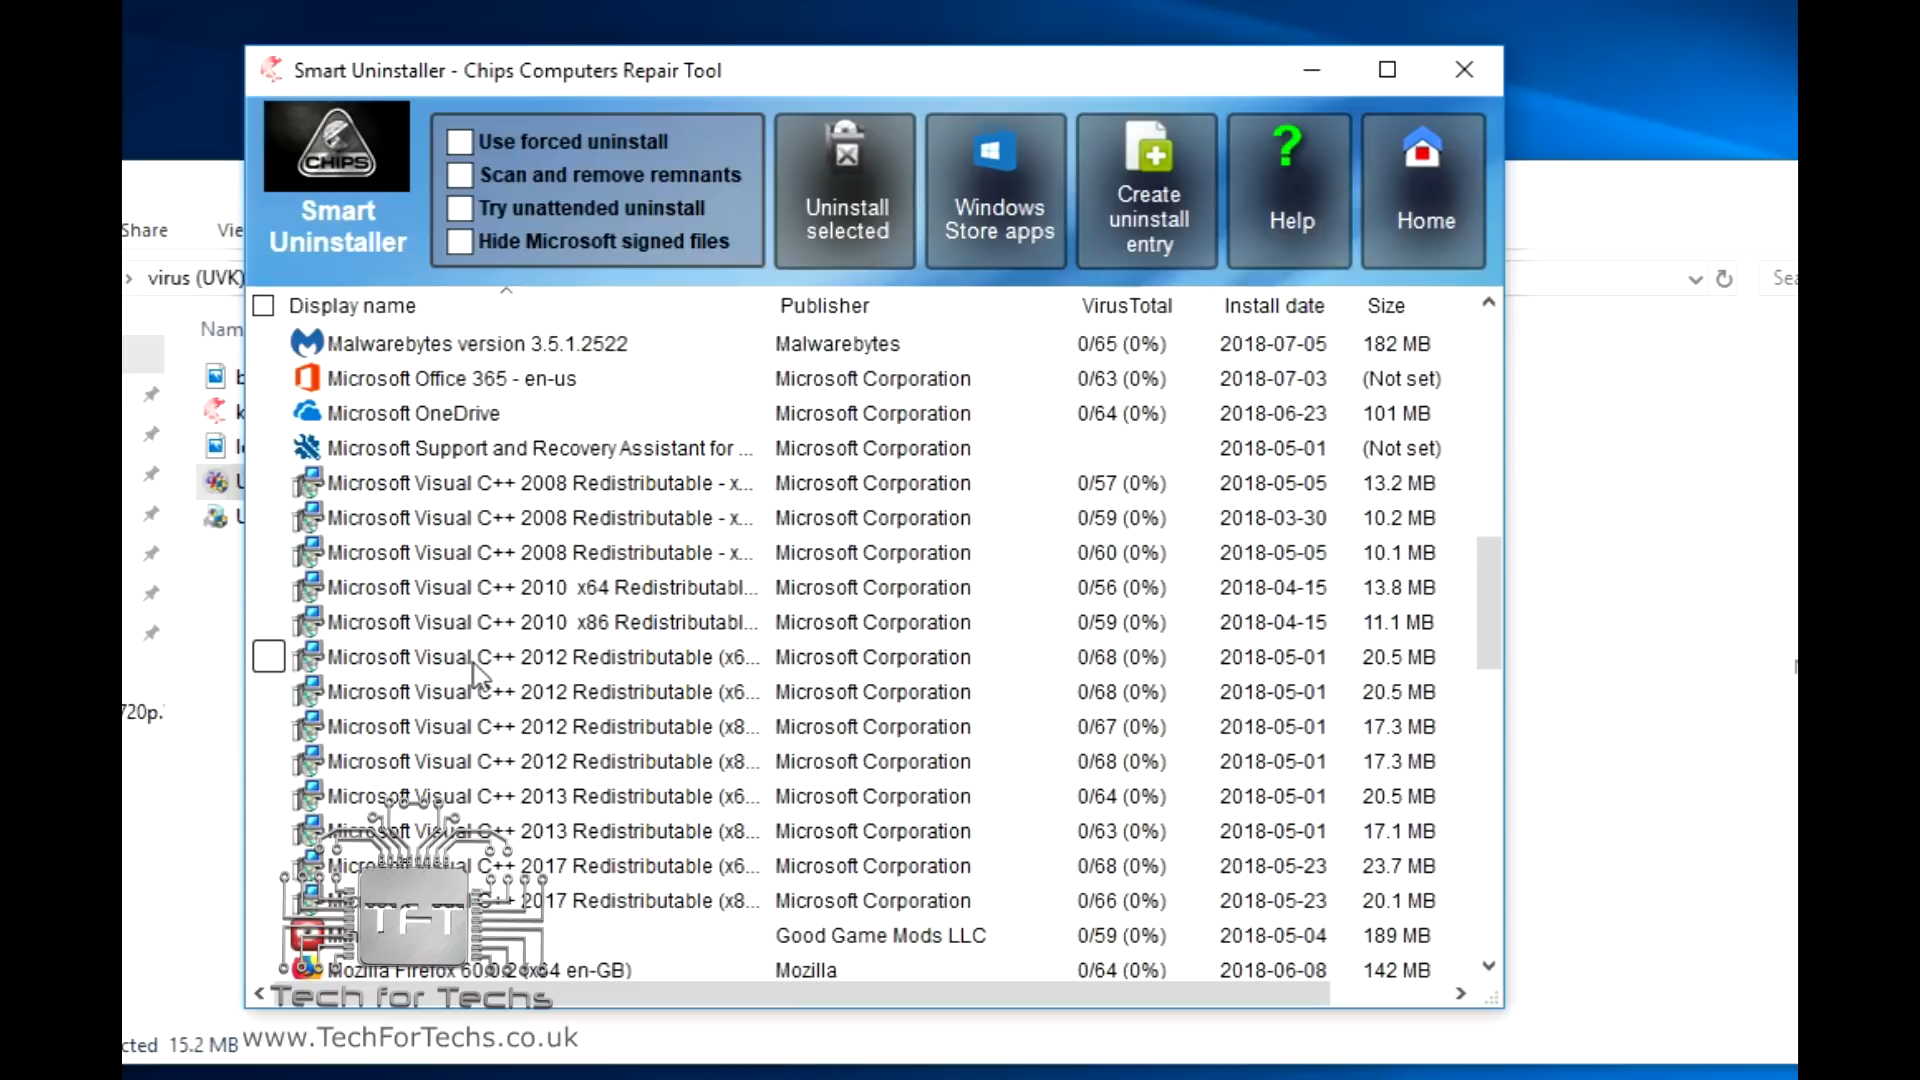 Smart Uninstaller - Chips Computers Repair Tool
CHIPS
Smart
Uninstaller
Use forced uninstall
Scan and remove remnants
Try unattended uninstall
Hide Microsoft signed files
Uninstall
selected
Windows
Store apps
Create
uninstall
entry
Help
Home
Share
Vie
virus (UVK)
Sea
Nam
720p.
Display name Publisher VirusTotal Install date Size
Malwarebytes version 3.5.1.2522 Malwarebytes 0/65 (0%) 2018-07-05 182 MB
Microsoft Office 365 - en-us Microsoft Corporation 0/63 (0%) 2018-07-03 (Not set)
Microsoft OneDrive Microsoft Corporation 0/64 (0%) 2018-06-23 101 MB
Microsoft Support and Recovery Assistant for ... Microsoft Corporation 2018-05-01 (Not set)
Microsoft Visual C++ 2008 Redistributable - x... Microsoft Corporation 0/57 (0%) 2018-05-05 13.2 MB
Microsoft Visual C++ 2008 Redistributable - x... Microsoft Corporation 0/59 (0%) 2018-03-30 10.2 MB
Microsoft Visual C++ 2008 Redistributable - x... Microsoft Corporation 0/60 (0%) 2018-05-05 10.1 MB
Microsoft Visual C++ 2010 x64 Redistributabl... Microsoft Corporation 0/56 (0%) 2018-04-15 13.8 MB
Microsoft Visual C++ 2010 x86 Redistributabl... Microsoft Corporation 0/59 (0%) 2018-04-15 11.1 MB
Microsoft Visual C++ 2012 Redistributable (x6... Microsoft Corporation 0/68 (0%) 2018-05-01 20.5 MB
Microsoft Visual C++ 2012 Redistributable (x6... Microsoft Corporation 0/68 (0%) 2018-05-01 20.5 MB
Microsoft Visual C++ 2012 Redistributable (x8... Microsoft Corporation 0/67 (0%) 2018-05-01 17.3 MB
Microsoft Visual C++ 2012 Redistributable (x8... Microsoft Corporation 0/68 (0%) 2018-05-01 17.3 MB
Microsoft Visual C++ 2013 Redistributable (x6... Microsoft Corporation 0/64 (0%) 2018-05-01 20.5 MB
Microsoft Visual C++ 2013 Redistributable (x8... Microsoft Corporation 0/63 (0%) 2018-05-01 17.1 MB
Microsoft Visual C++ 2017 Redistributable (x6... Microsoft Corporation 0/68 (0%) 2018-05-23 23.7 MB
C++ 2017 Redistributable (x8... Microsoft Corporation 0/66 (0%) 2018-05-23 20.1 MB
Good Game Mods LLC 0/59 (0%) 2018-05-04 189 MB
Mozilla Firefox 60.0.2 (x64 en-GB) Mozilla 0/64 (0%) 2018-06-08 142 MB
TFT
Tech for Techs
www.TechForTechs.co.uk
cted 15.2 MB